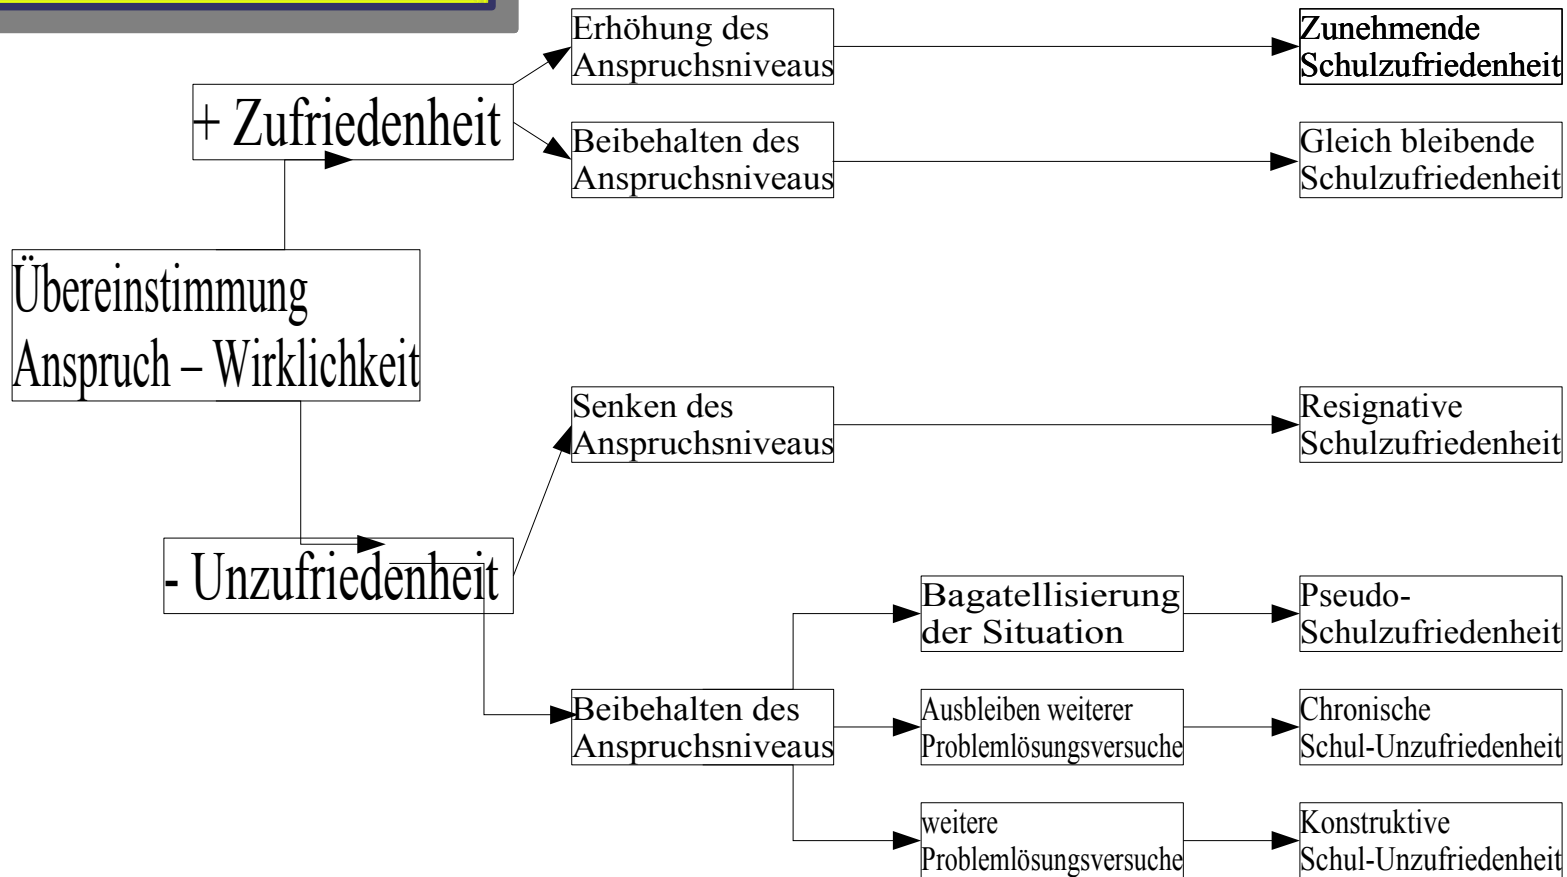 Erhöhung des
Anspruchsniveaus
Zunehmende
Schulzufriedenheit
+ Zufriedenheit
Beibehalten des
Anspruchsniveaus
Gleich bleibende
Schulzufriedenheit
Übereinstimmung
Anspruch – Wirklichkeit
Senken des
Anspruchsniveaus
Resignative
Schulzufriedenheit
- Unzufriedenheit
Bagatellisierung
der Situation
Pseudo-
Schulzufriedenheit
Beibehalten des
Anspruchsniveaus
Ausbleiben weiterer
Problemlösungsversuche
Chronische
Schul-Unzufriedenheit
weitere
Problemlösungsversuche
Konstruktive
Schul-Unzufriedenheit